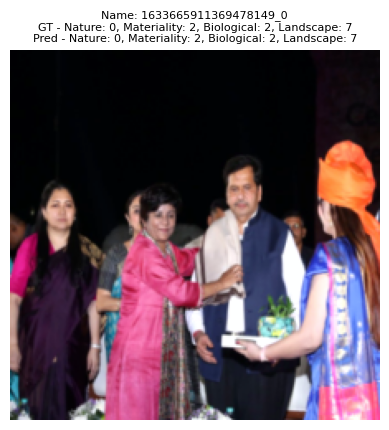 Name: 1633665911369478149_0
GT - Nature: 0, Materiality: 2, Biological: 2, Landscape: 7
Pred - Nature: 0, Materiality: 2, Biological: 2, Landscape: 7